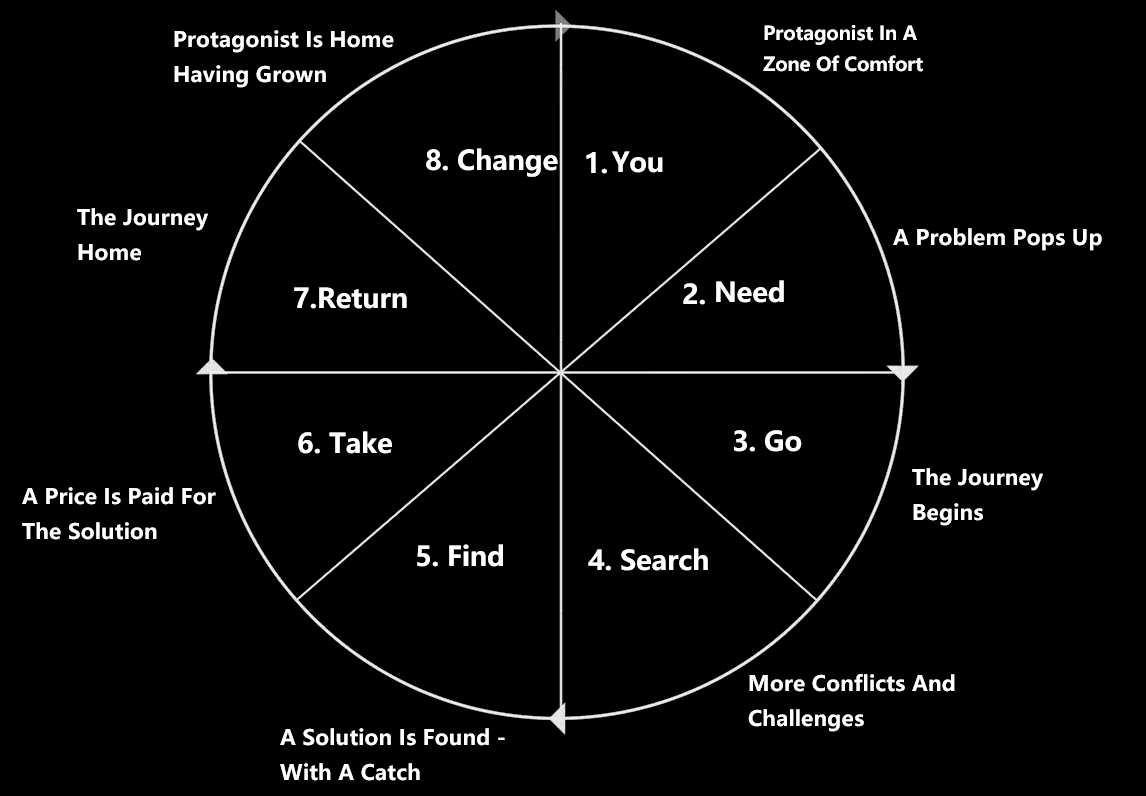 Protagonist Is Home
Having Grown
Protagonist In A
Zone Of Comfort
8. Change
1. You
The Journey
Home
A Problem Pops Up
7.Return
2. Need
6. Take
3. Go
A Price Is Paid For
The Solution
The Journey
Begins
5. Find
4. Search
More Conflicts And
Challenges
A Solution Is Found -
With A Catch